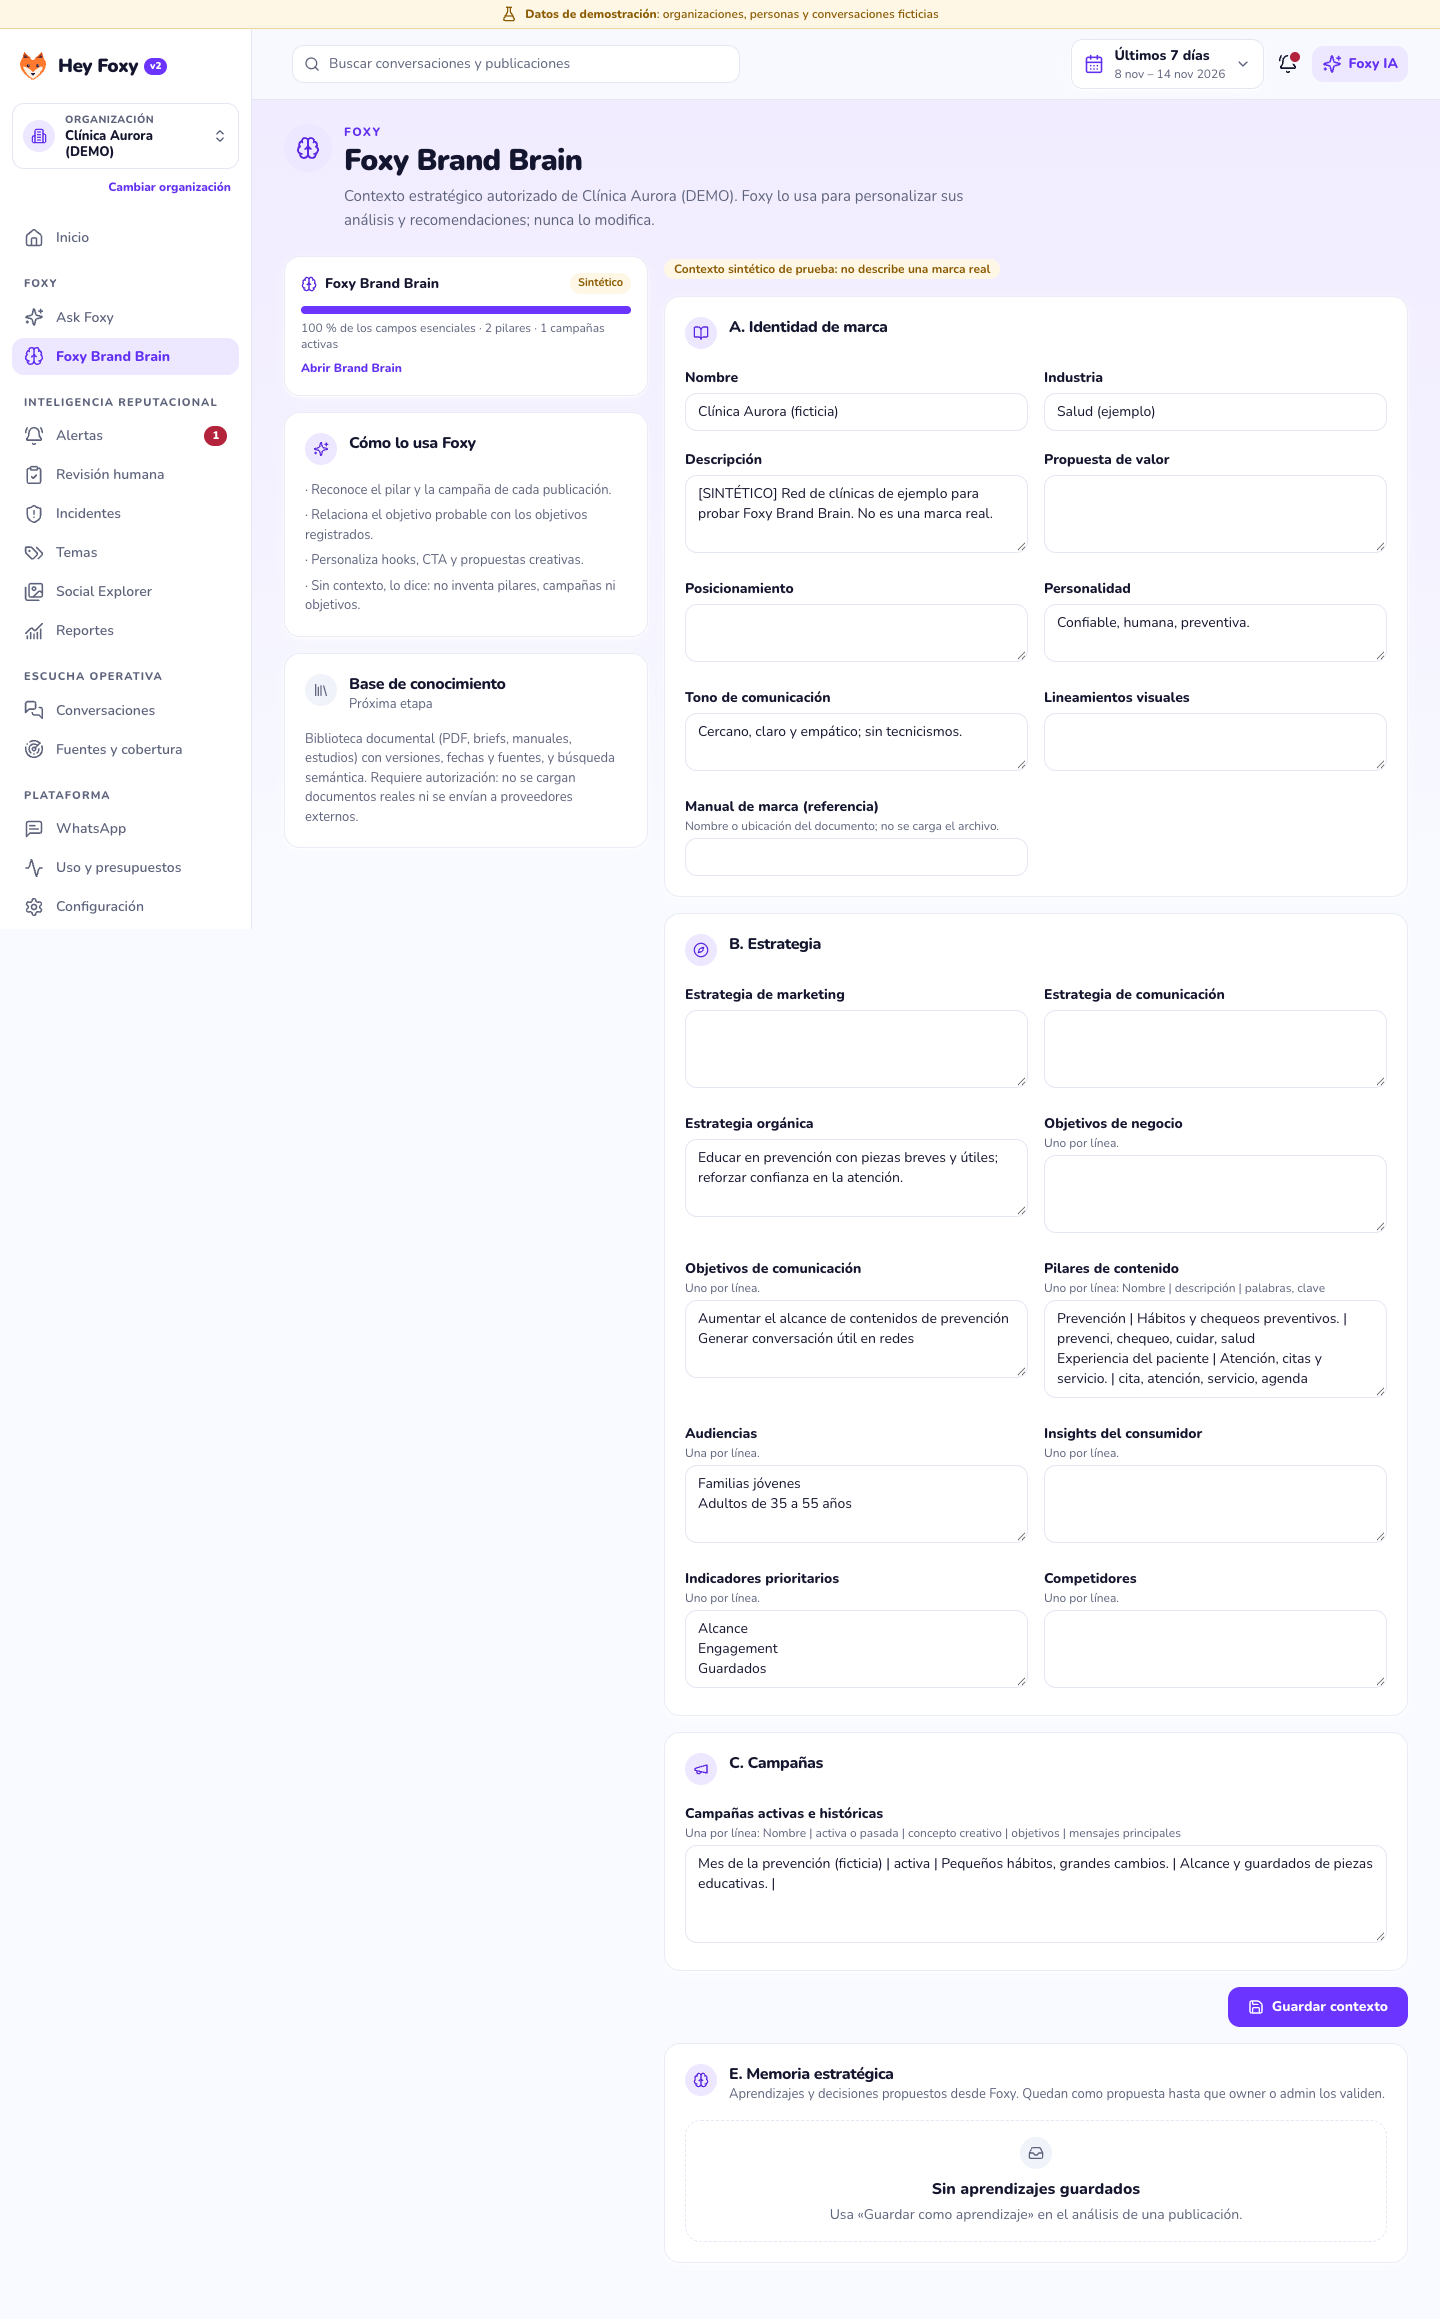 Datos de demostración: organizaciones, personas y conversaciones ficticias
Hey Foxy v2
ORGANIZACIÓN
Clínica Aurora
(DEMO)
Cambiar organización
Inicio
FOXY
Ask Foxy
Foxy Brand Brain
INTELIGENCIA REPUTACIONAL
Alertas 1
Revisión humana
Incidentes
Temas
Social Explorer
Reportes
ESCUCHA OPERATIVA
Conversaciones
Fuentes y cobertura
PLATAFORMA
WhatsApp
Uso y presupuestos
Configuración
Buscar conversaciones y publicaciones
Últimos 7 días
8 nov – 14 nov 2026
Foxy IA
FOXY
Foxy Brand Brain
Contexto estratégico autorizado de Clínica Aurora (DEMO). Foxy lo usa para personalizar sus
análisis y recomendaciones; nunca lo modifica.
Foxy Brand Brain
Sintético
100 % de los campos esenciales · 2 pilares · 1 campañas
activas
Abrir Brand Brain
Cómo lo usa Foxy
· Reconoce el pilar y la campaña de cada publicación.
· Relaciona el objetivo probable con los objetivos
registrados.
· Personaliza hooks, CTA y propuestas creativas.
· Sin contexto, lo dice: no inventa pilares, campañas ni
objetivos.
Base de conocimiento
Próxima etapa
Biblioteca documental (PDF, briefs, manuales,
estudios) con versiones, fechas y fuentes, y búsqueda
semántica. Requiere autorización: no se cargan
documentos reales ni se envían a proveedores
externos.
Contexto sintético de prueba: no describe una marca real
A. Identidad de marca
Nombre
Clínica Aurora (ficticia)
Industria
Salud (ejemplo)
Descripción
[SINTÉTICO] Red de clínicas de ejemplo para
probar Foxy Brand Brain. No es una marca real.
Propuesta de valor
Posicionamiento
Personalidad
Confiable, humana, preventiva.
Tono de comunicación
Cercano, claro y empático; sin tecnicismos.
Lineamientos visuales
Manual de marca (referencia)
Nombre o ubicación del documento; no se carga el archivo.
B. Estrategia
Estrategia de marketing
Estrategia de comunicación
Estrategia orgánica
Educar en prevención con piezas breves y útiles;
reforzar confianza en la atención.
Objetivos de negocio
Uno por línea.
Objetivos de comunicación
Uno por línea.
Aumentar el alcance de contenidos de prevención
Generar conversación útil en redes
Pilares de contenido
Uno por línea: Nombre | descripción | palabras, clave
Prevención | Hábitos y chequeos preventivos. |
prevenci, chequeo, cuidar, salud
Experiencia del paciente | Atención, citas y
servicio. | cita, atención, servicio, agenda
Audiencias
Una por línea.
Familias jóvenes
Adultos de 35 a 55 años
Insights del consumidor
Uno por línea.
Indicadores prioritarios
Uno por línea.
Alcance
Engagement
Guardados
Competidores
Uno por línea.
C. Campañas
Campañas activas e históricas
Una por línea: Nombre | activa o pasada | concepto creativo | objetivos | mensajes principales
Mes de la prevención (ficticia) | activa | Pequeños hábitos, grandes cambios. | Alcance y guardados de piezas
educativas. |
Guardar contexto
E. Memoria estratégica
Aprendizajes y decisiones propuestos desde Foxy. Quedan como propuesta hasta que owner o admin los validen.
Sin aprendizajes guardados
Usa «Guardar como aprendizaje» en el análisis de una publicación.